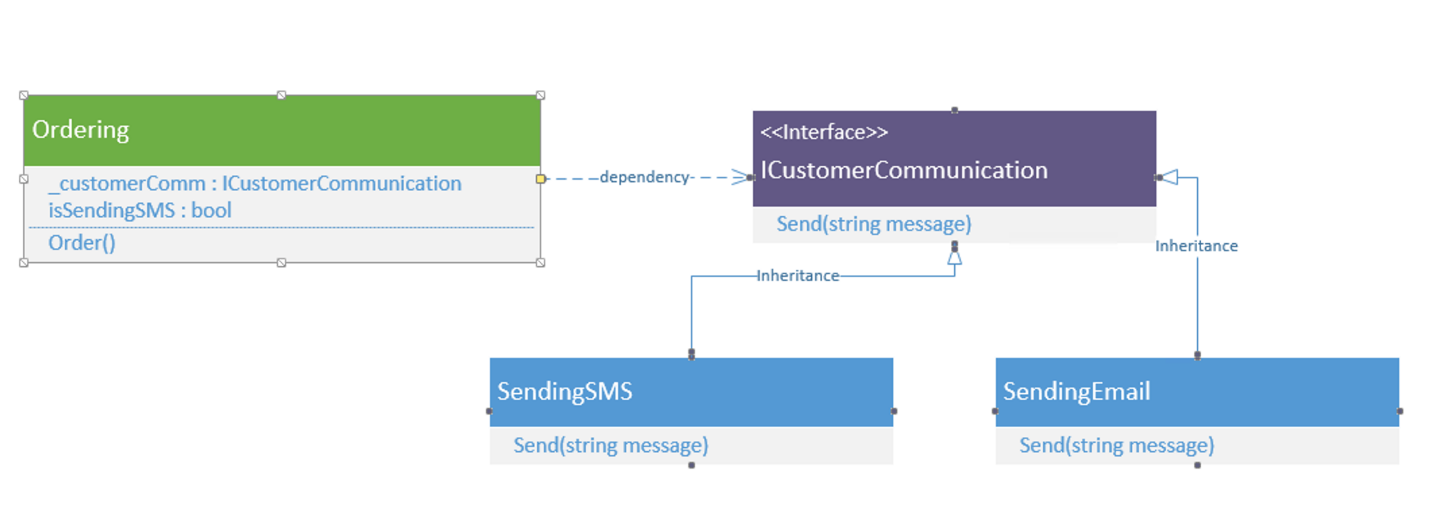 Ordering
_customerComm : ICustomerCommunication
isSendingSMS : bool
Order()
dependency
<<Interface>>
ICustomerCommunication
Send(string message)
Inheritance
Inheritance
SendingSMS
Send(string message)
SendingEmail
Send(string message)